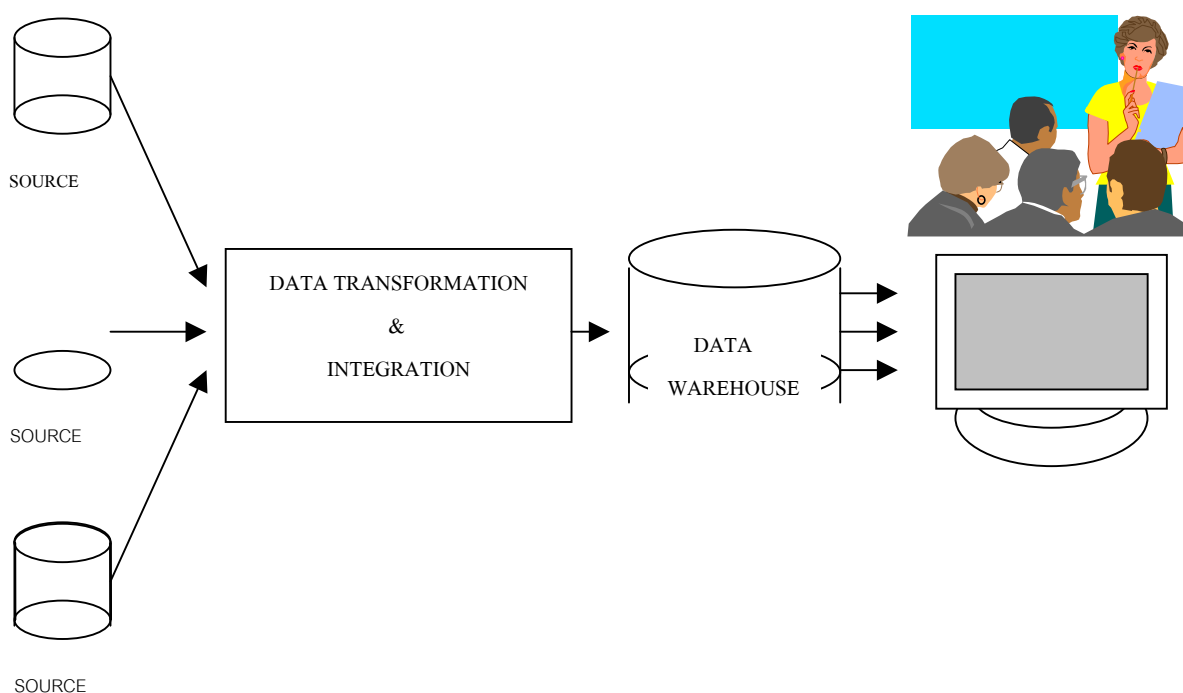 SOURCE
DATA TRANSFORMATION
&
INTEGRATION
DATA
WAREHOUSE
SOURCE
SOURCE